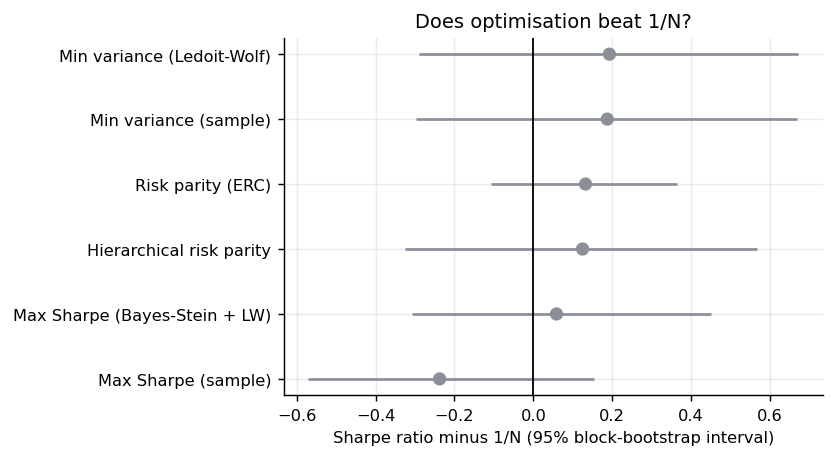 Does optimisation beat 1/N?
Min variance (Ledoit-Wolf)
Min variance (sample)
Risk parity (ERC)
Hierarchical risk parity
Max Sharpe (Bayes-Stein + LW)
Max Sharpe (sample)
−0.6 −0.4 −0.2 0.0 0.2 0.4 0.6
Sharpe ratio minus 1/N (95% block-bootstrap interval)